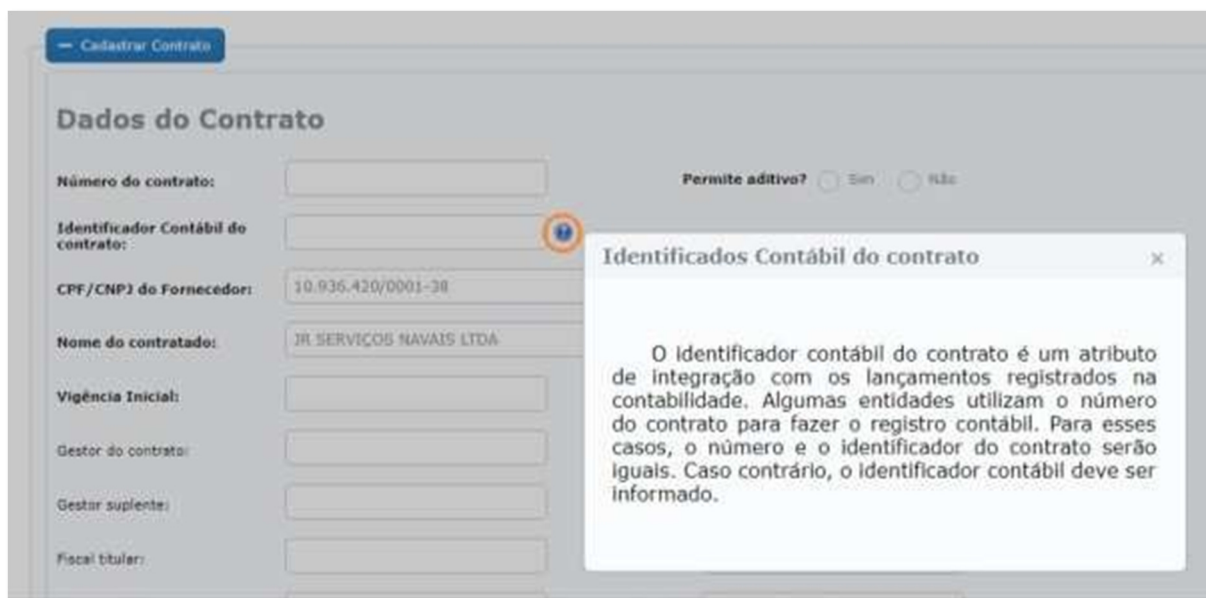 — Cadastrar Contrato
Dados do Contrato
Número do contrato:
Permite aditivo? Sim Não
Identificador Contábil do
contrato:
CPF/CNPJ do Fornecedor: 10.936.420/0001-38
Nome do contratado: JR SERVIÇOS NAVAIS LTDA
Vigência Inicial:
Gestor do contrato:
Gestor suplente:
Fiscal titular:
Identificados Contábil do contrato ×
O identificador contábil do contrato é um atributo
de integração com os lançamentos registrados na
contabilidade. Algumas entidades utilizam o número
do contrato para fazer o registro contábil. Para esses
casos, o número e o identificador do contrato serão
iguais. Caso contrário, o identificador contábil deve ser
informado.